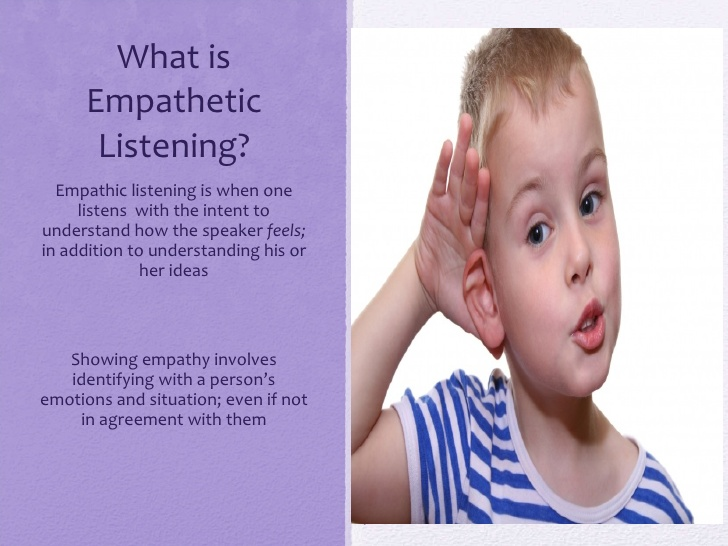 What is
Empathetic
Listening?
Empathic listening is when one
listens with the intent to
understand how the speaker feels;
in addition to understanding his or
her ideas
Showing empathy involves
identifying with a person’s
emotions and situation; even if not
in agreement with them